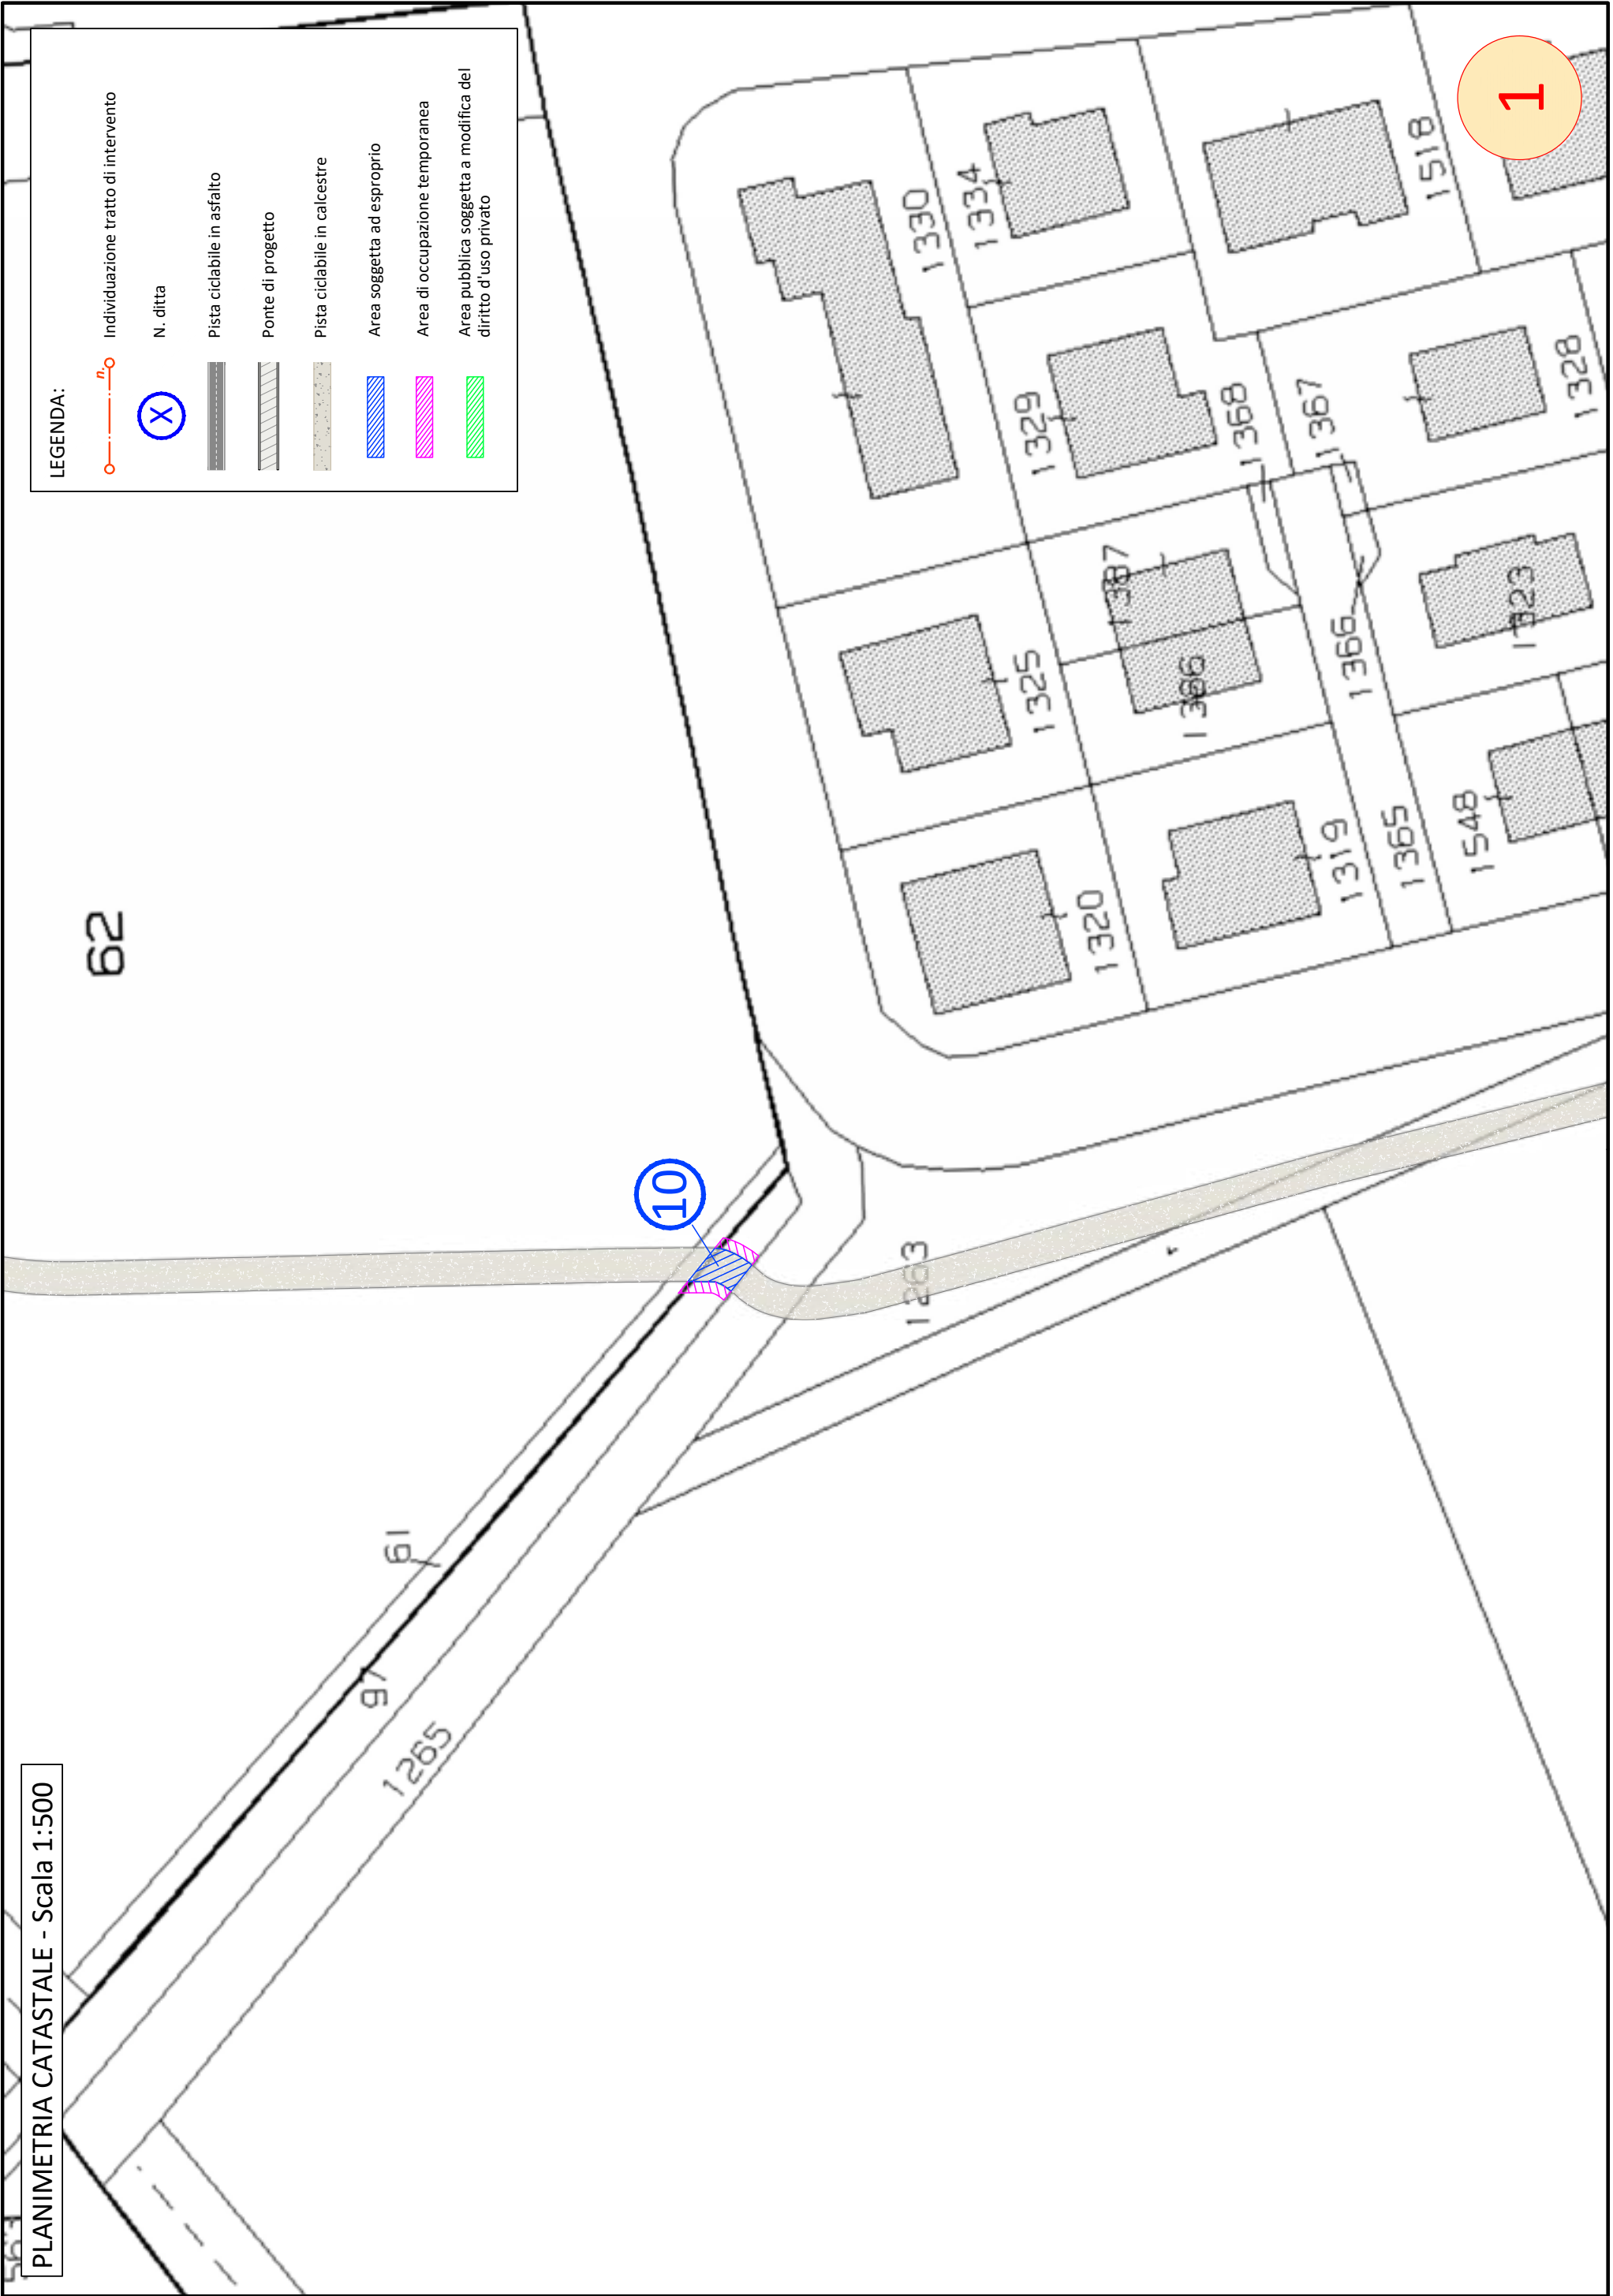 PLANIMETRIA CATASTALE - Scala 1:500
LEGENDA:
n.
Individuazione tratto di intervento
X
N. ditta
Pista ciclabile in asfalto
Ponte di progetto
Pista ciclabile in calcestre
Area soggetta ad esproprio
Area di occupazione temporanea
Area pubblica soggetta a modifica del
diritto d'uso privato
62
61
97
1265
10
1263
1330
1334
1518
1329
1368
1367
1328
1325
1387
1386
1366
1323
1320
1319
1365
1548
1